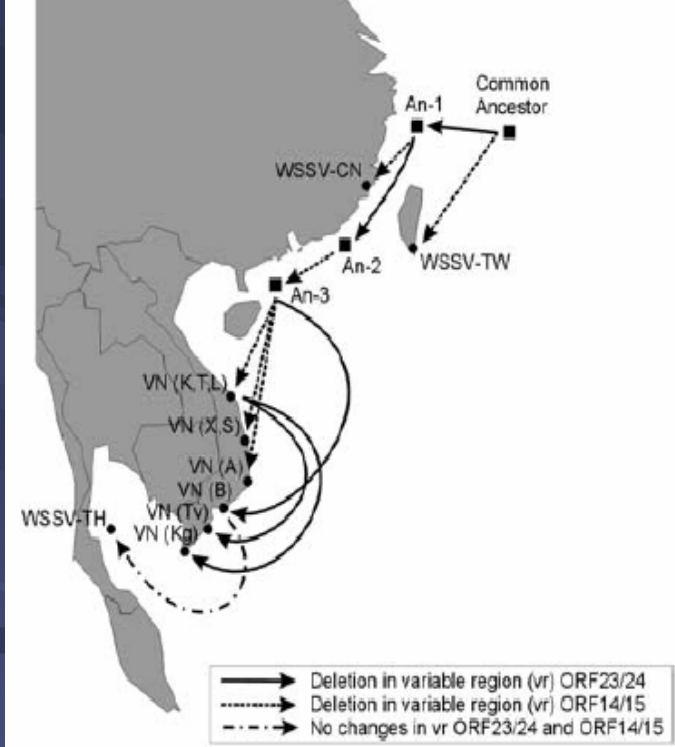 Common
Ancestor
An-1
WSSV-CN
An-2
WSSV-TW
An-3
VN (K,T,L)
VN (X,S)
VN (A)
VN (B)
VN (Tv)
WSSV-TH
VN (Kg)
Deletion in variable region (vr) ORF23/24
Deletion in variable region (vr) ORF14/15
No changes in vr ORF23/24 and ORF14/15